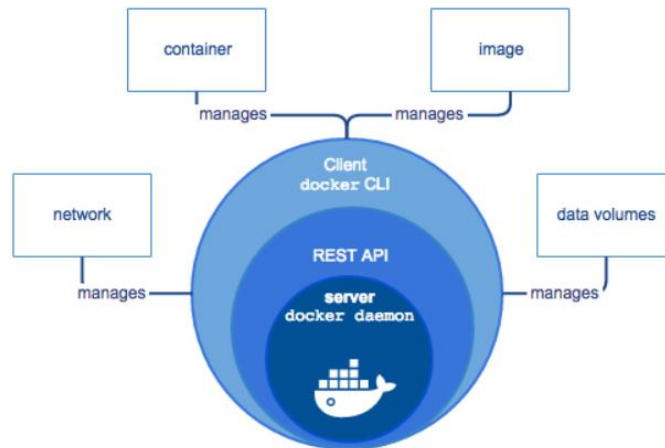 container
image
manages
manages
Client
docker CLI
network
data volumes
REST API
manages
manages
server
docker daemon